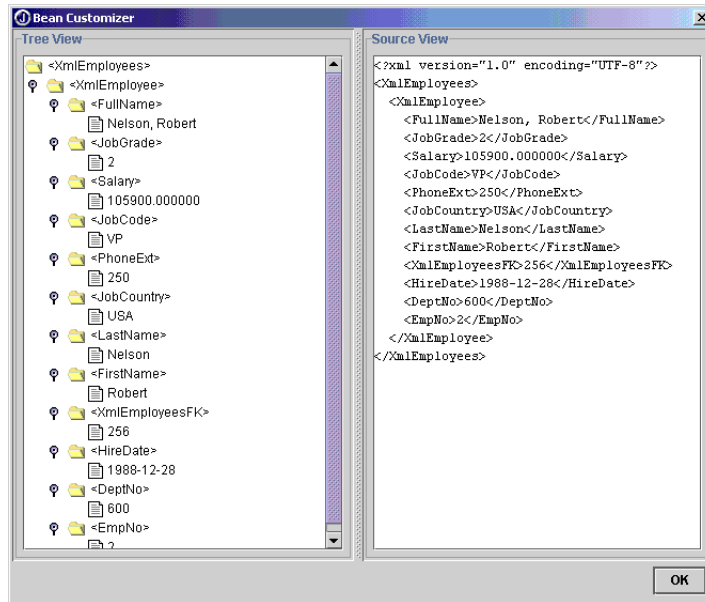 Bean Customizer
Tree View
<XmlEmployees>
<XmlEmployee>
<FullName>
Nelson, Robert
<JobGrade>
2
<Salary>
105900.000000
<JobCode>
VP
<PhoneExt>
250
<JobCountry>
USA
<LastName>
Nelson
<FirstName>
Robert
<XmlEmployeesFK>
256
<HireDate>
1988-12-28
<DeptNo>
600
<EmpNo>
2
Source View
<?xml version="1.0" encoding="UTF-8"?>
<XmlEmployees>
<XmlEmployee>
<FullName>Nelson, Robert</FullName>
<JobGrade>2</JobGrade>
<Salary>105900.000000</Salary>
<JobCode>VP</JobCode>
<PhoneExt>250</PhoneExt>
<JobCountry>USA</JobCountry>
<LastName>Nelson</LastName>
<FirstName>Robert</FirstName>
<XmlEmployeesFK>256</XmlEmployeesFK>
<HireDate>1988-12-28</HireDate>
<DeptNo>600</DeptNo>
<EmpNo>2</EmpNo>
</XmlEmployee>
</XmlEmployees>
OK